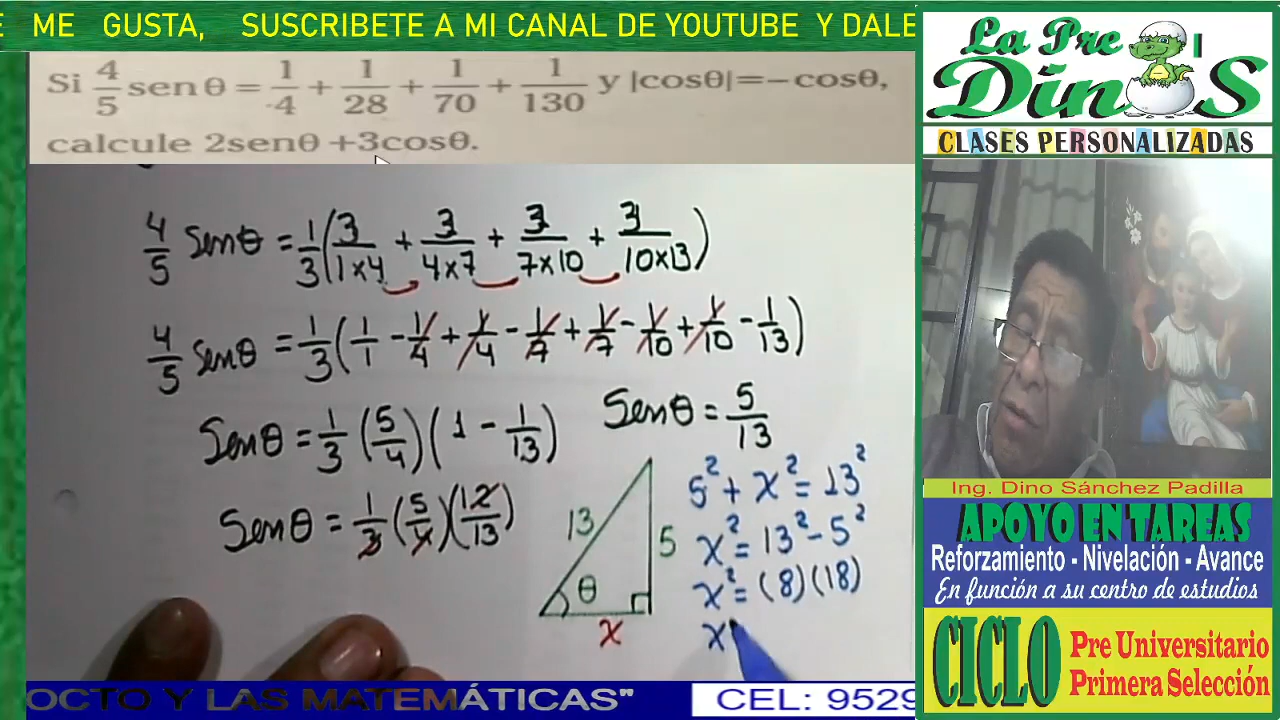 ME GUSTA, SUSCRIBETE A MI CANAL DE YOUTUBE Y DALE
Si 4/5 sen θ = 1/4 + 1/28 + 1/70 + 1/130 y |cosθ|=−cosθ,
calcule 2senθ +3cosθ.
4/5 Senθ = 1/3 (3/1×4 + 3/4×7 + 3/7×10 + 3/10×13)
4/5 Senθ = 1/3 (1/1 − 1/4 + 1/4 − 1/7 + 1/7 − 1/10 + 1/10 − 1/13)
Senθ = 1/3 (5/4) (1 − 1/13)
Senθ = 1/3 (5/4)(12/13)
Senθ = 5/13
13
5
θ
x
5² + x² = 13²
x² = 13² − 5²
x² = (8)(18)
x
OCTO Y LAS MATEMÁTICAS"
CEL: 9529
La Pre
Dino'S
CLASES PERSONALIZADAS
Ing. Dino Sánchez Padilla
APOYO EN TAREAS
Reforzamiento - Nivelación - Avance
En función a su centro de estudios
CICLO
Pre Universitario
Primera Selección